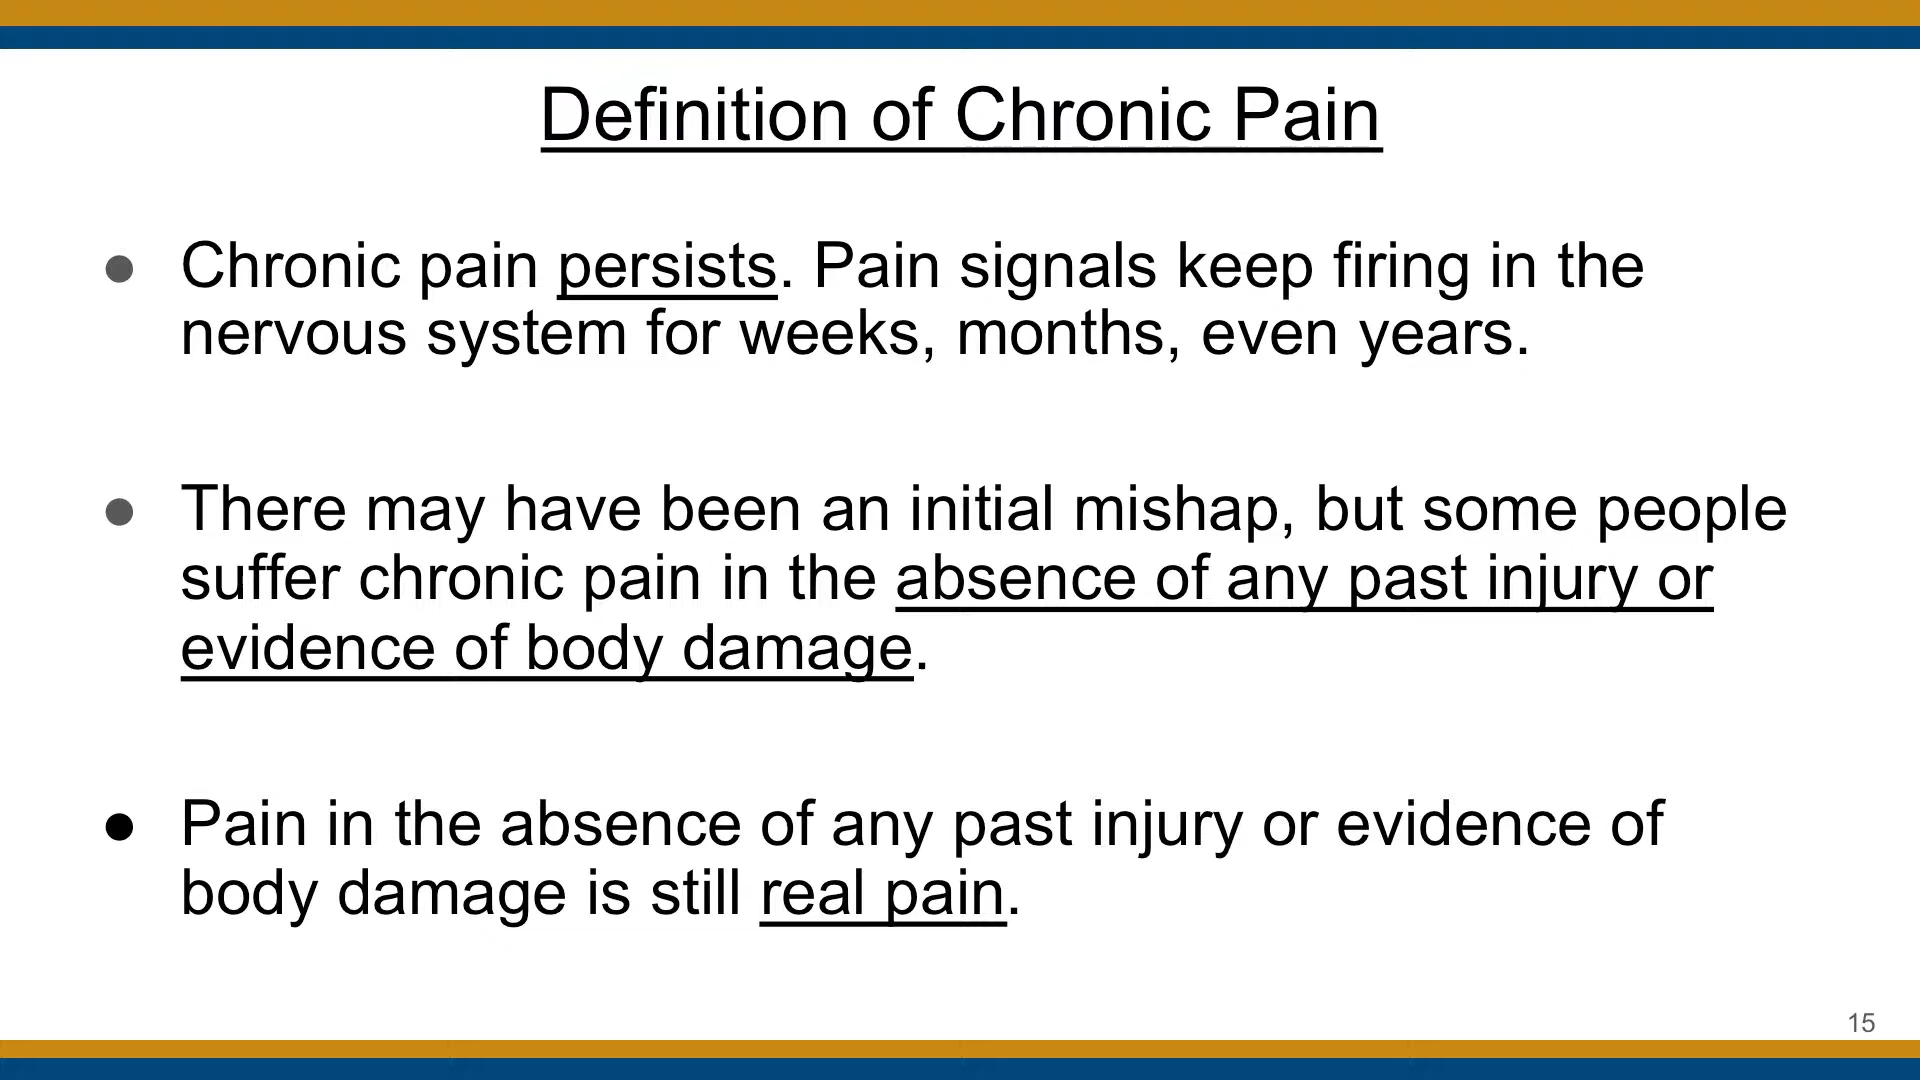 Definition of Chronic Pain
● Chronic pain persists. Pain signals keep firing in the
nervous system for weeks, months, even years.
● There may have been an initial mishap, but some people
suffer chronic pain in the absence of any past injury or
evidence of body damage.
● Pain in the absence of any past injury or evidence of
body damage is still real pain.
15